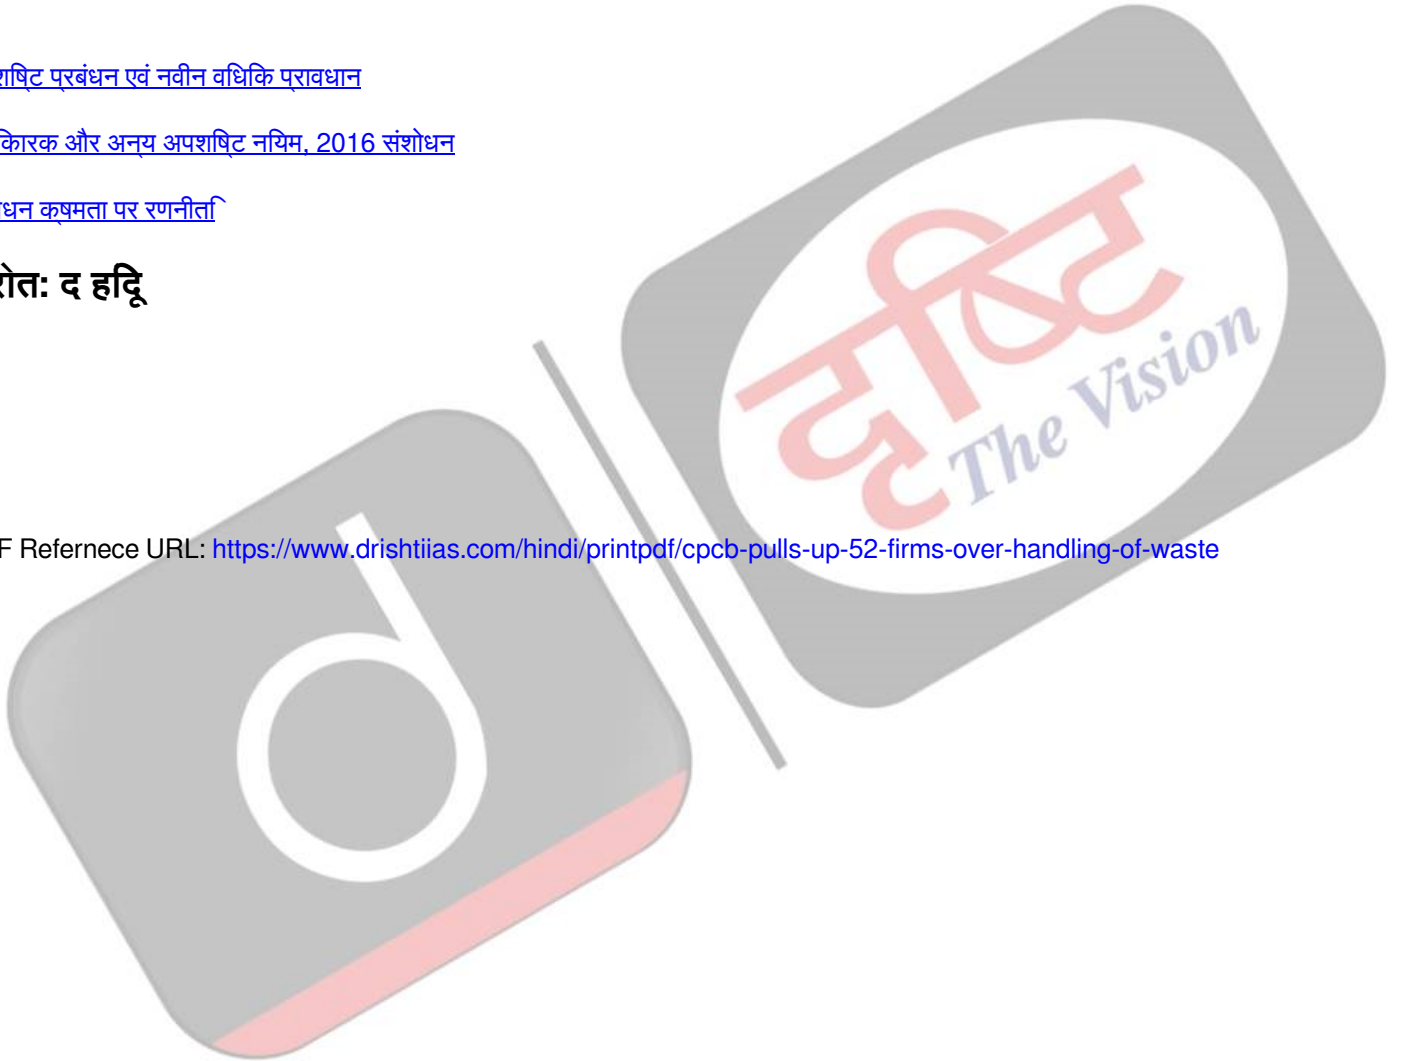 शिष्ट प्रबंधन एवं नवीन विधिक प्रावधान
कारक और अन्य अपशिष्ट नियम, 2016 संशोधन
धन क्षमता पर रणनीति
रोत: द हिंदू
दृष्टि
The Vision
F Refernece URL: https://www.drishtiias.com/hindi/printpdf/cpcb-pulls-up-52-firms-over-handling-of-waste
d